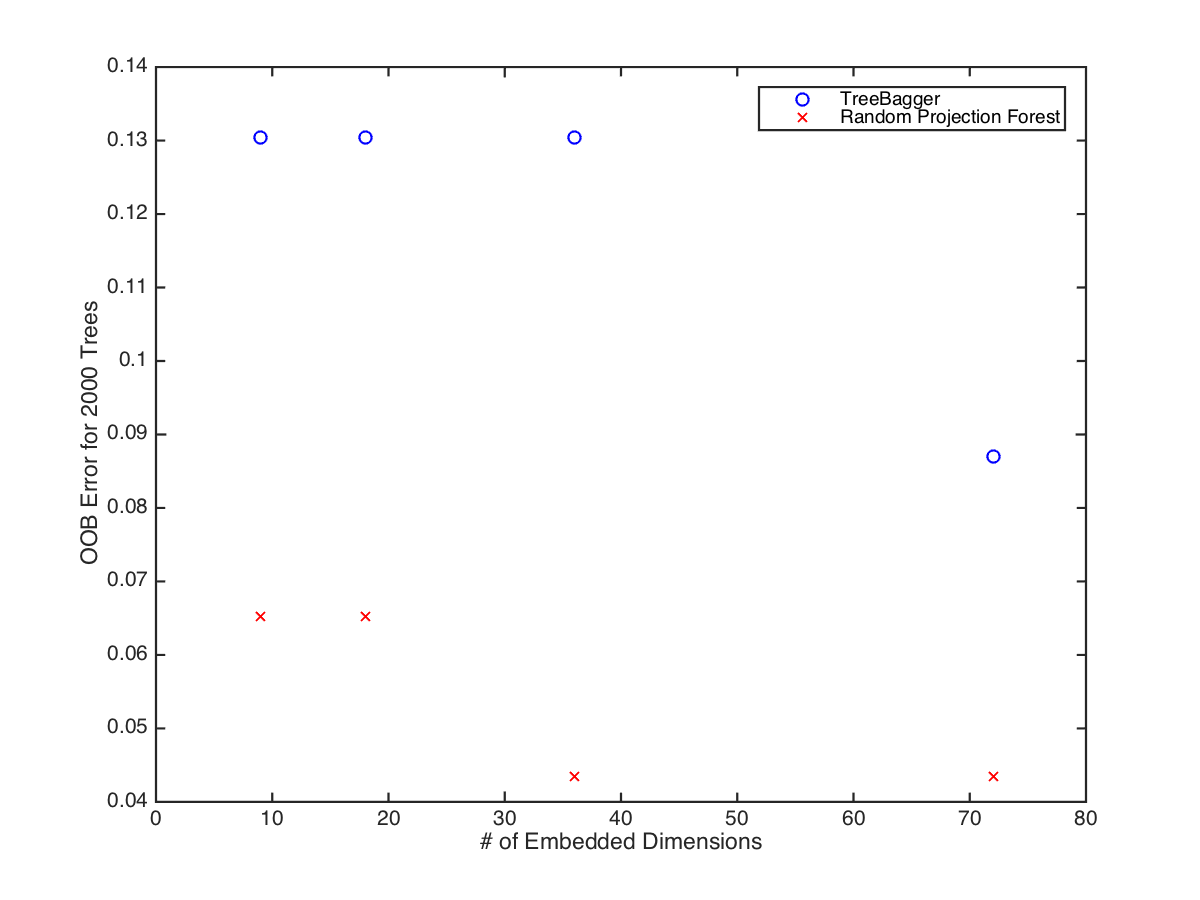 0.14
0.13
0.12
0.11
0.1
0.09
0.08
0.07
0.06
0.05
0.04
OOB Error for 2000 Trees
TreeBagger
Random Projection Forest
0 10 20 30 40 50 60 70 80
# of Embedded Dimensions